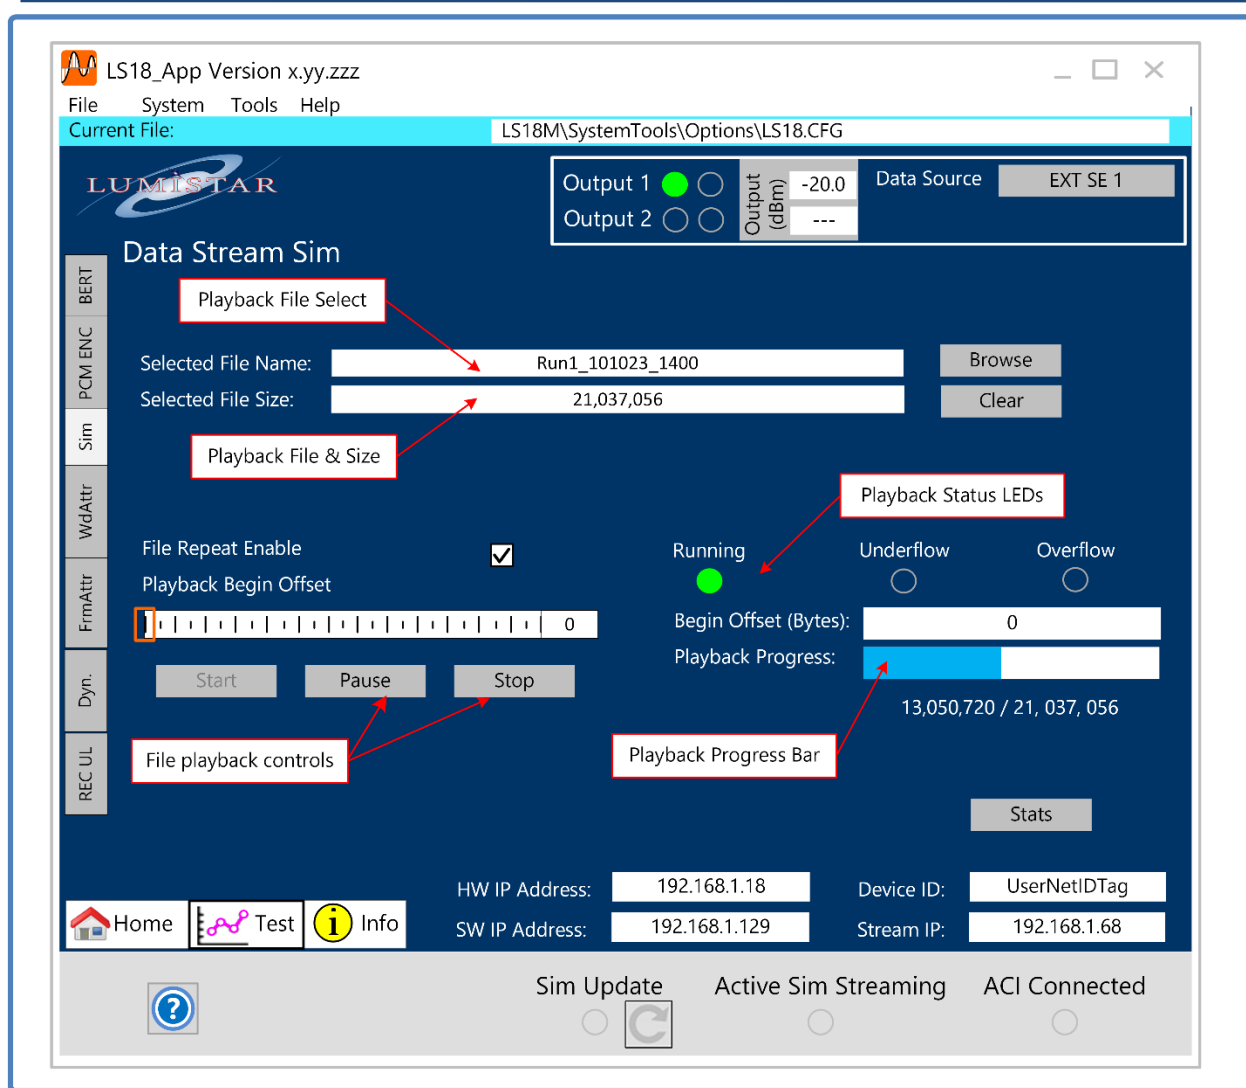 LS18_App Version x.yy.zzz
File System Tools Help
Current File: LS18M\SystemTools\Options\LS18.CFG
LUMISTAR
Output 1
Output 2
Output (dBm)
-20.0
---
Data Source EXT SE 1
Data Stream Sim
BERT
PCM ENC
Sim
WdAttr
FrmAttr
Dyn.
REC UL
Playback File Select
Selected File Name: Run1_101023_1400 Browse
Selected File Size: 21,037,056 Clear
Playback File & Size
Playback Status LEDs
File Repeat Enable
Running Underflow Overflow
Playback Begin Offset
0
Begin Offset (Bytes): 0
Playback Progress:
Start Pause Stop
13,050,720 / 21, 037, 056
File playback controls
Playback Progress Bar
Stats
HW IP Address: 192.168.1.18 Device ID: UserNetIDTag
Home Test i Info
SW IP Address: 192.168.1.129 Stream IP: 192.168.1.68
Sim Update Active Sim Streaming ACI Connected
?